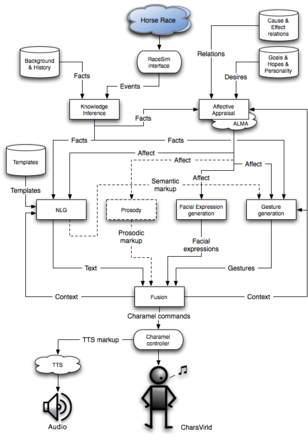 Horse Race
Cause &
Effect
relations
Background
& History
RaceSim
interface
Relations
Goals &
Hopes &
Personality
Facts
Desires
Events
Knowledge
Inference
Facts
Affective
Appraisal
ALMA
Facts
Facts
Templates
Affect
Affect
Affect
Semantic
markup
Affect
Templates
NLG
Prosody
Facial Expression
generation
Gesture
generation
Prosodic
markup
Facial
expressions
Text
Gestures
Context
Fusion
Context
Charamel commands
TTS markup
Charamel
controller
TTS
Audio
CharaVirld